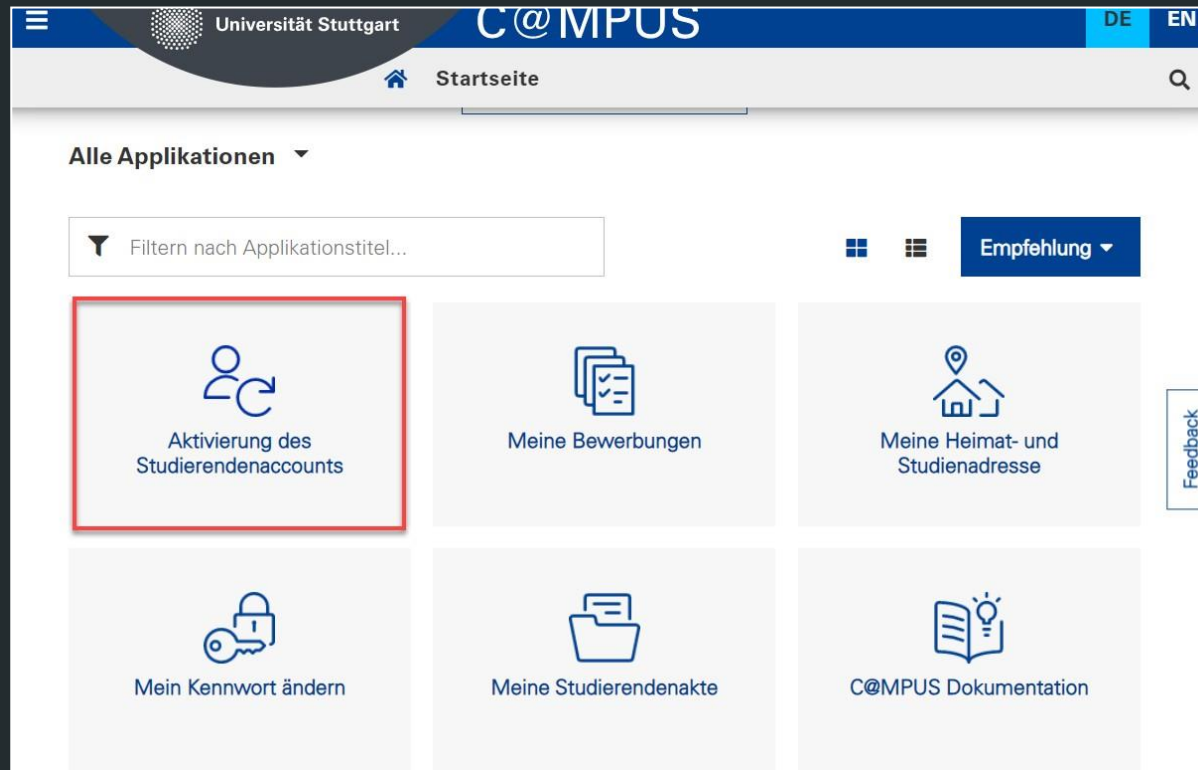 Universität Stuttgart
C@MPUS
DE EN
Startseite
Alle Applikationen
Filtern nach Applikationstitel...
Empfehlung
Aktivierung des
Studierendenaccounts
Meine Bewerbungen
Meine Heimat- und
Studienadresse
Feedback
Mein Kennwort ändern
Meine Studierendenakte
C@MPUS Dokumentation